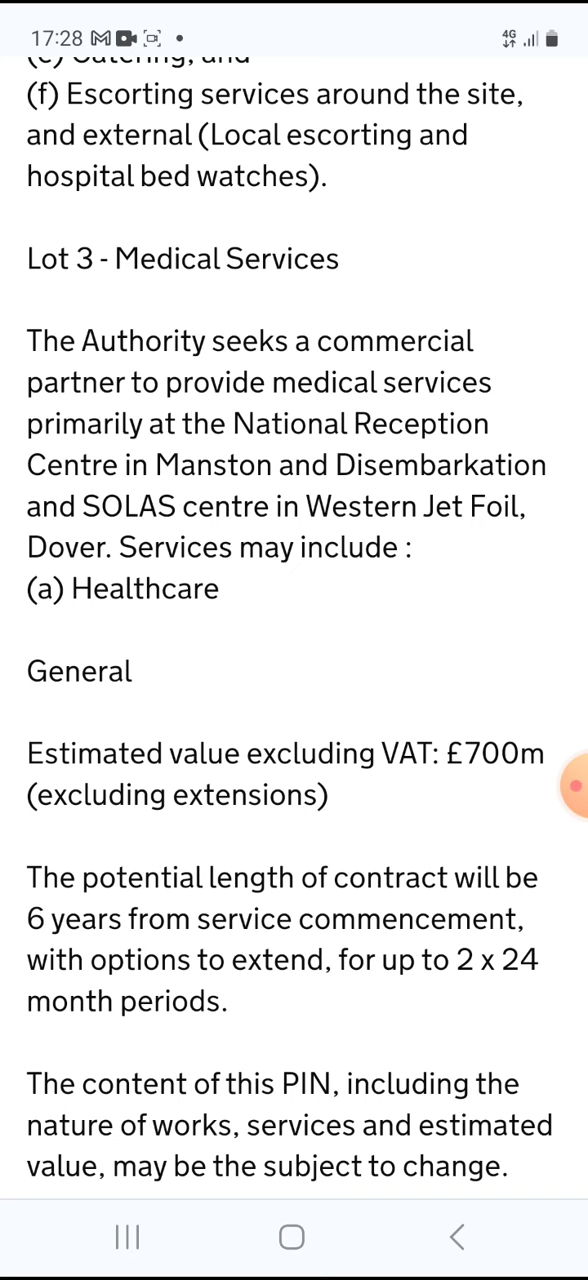 17:28
4G
(e) Catering, and
(f) Escorting services around the site,
and external (Local escorting and
hospital bed watches).
Lot 3 - Medical Services
The Authority seeks a commercial
partner to provide medical services
primarily at the National Reception
Centre in Manston and Disembarkation
and SOLAS centre in Western Jet Foil,
Dover. Services may include :
(a) Healthcare
General
Estimated value excluding VAT: £700m
(excluding extensions)
The potential length of contract will be
6 years from service commencement,
with options to extend, for up to 2 x 24
month periods.
The content of this PIN, including the
nature of works, services and estimated
value, may be the subject to change.